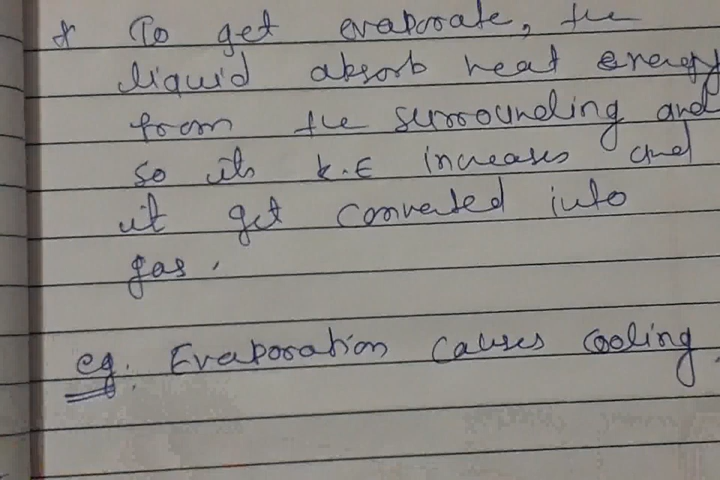 * To get evaporate, the
liquid absorb heat energy
from the surrounding and
so its K.E increases and
it get converted into
gas.
eg: Evaporation causes cooling.